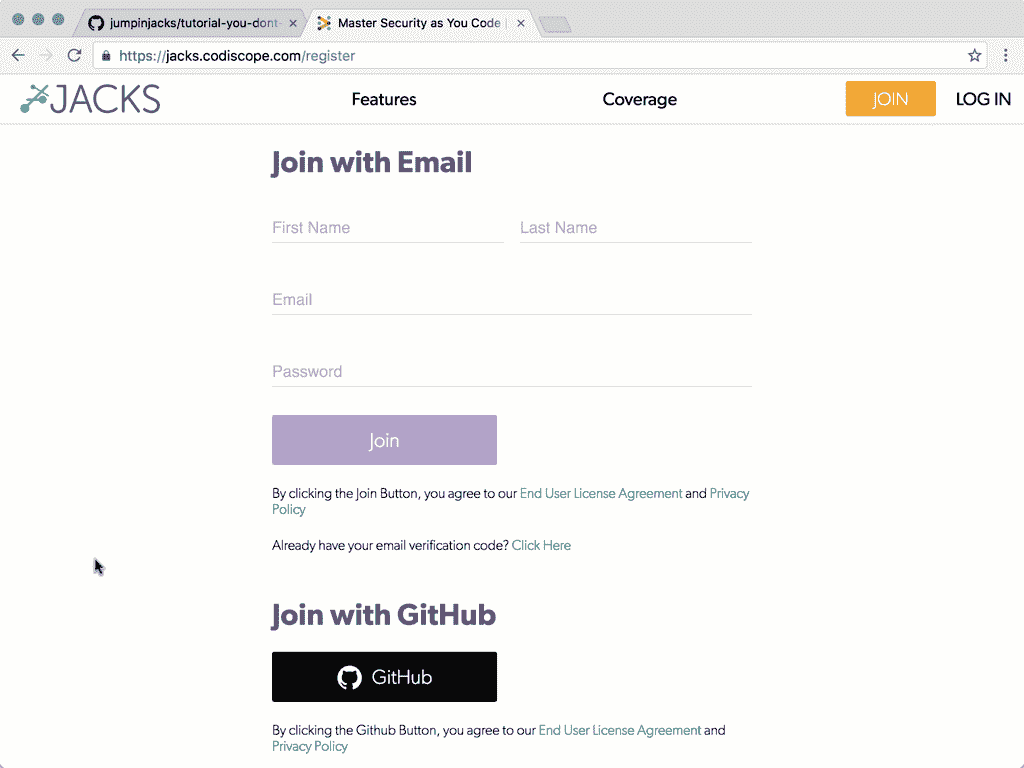 jumpinjacks/tutorial-you-dont-
Master Security as You Code |
https://jacks.codiscope.com/register
JACKS
Features
Coverage
JOIN
LOG IN
Join with Email
First Name
Last Name
Email
Password
Join
By clicking the Join Button, you agree to our End User License Agreement and Privacy
Policy
Already have your email verification code? Click Here
Join with GitHub
GitHub
By clicking the Github Button, you agree to our End User License Agreement and
Privacy Policy